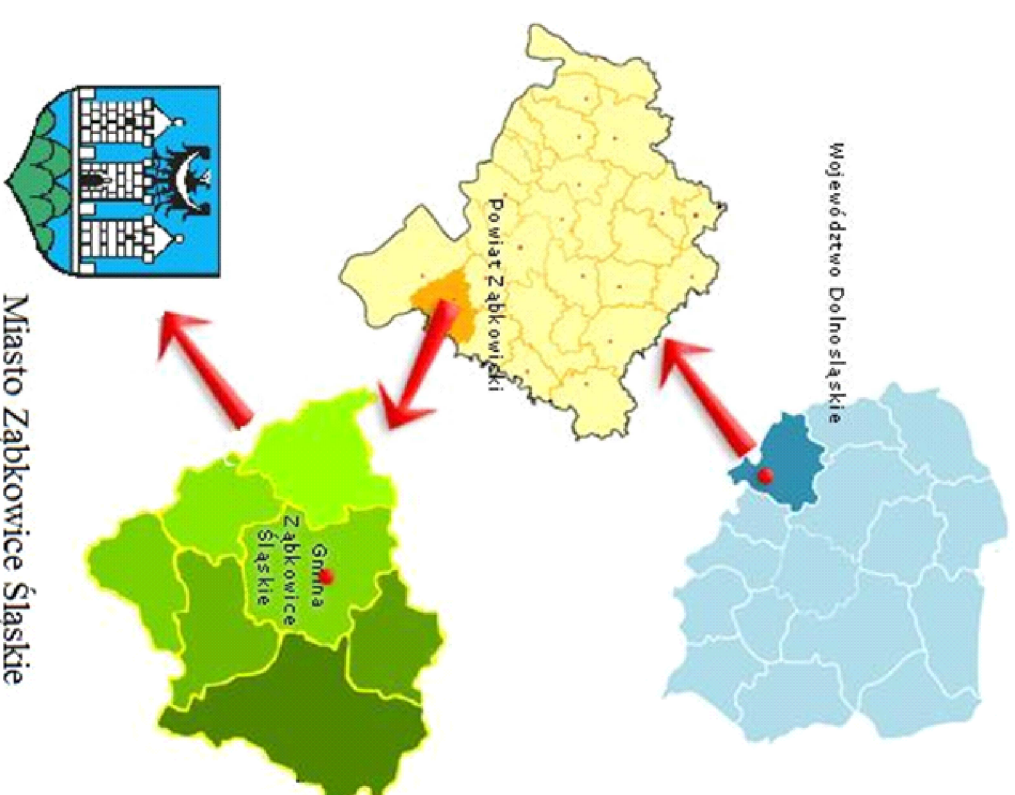 Województwo Dolnośląskie
Powiat Ząbkowicki
Gmina
Ząbkowice
Śląskie
Miasto Ząbkowice Śląskie